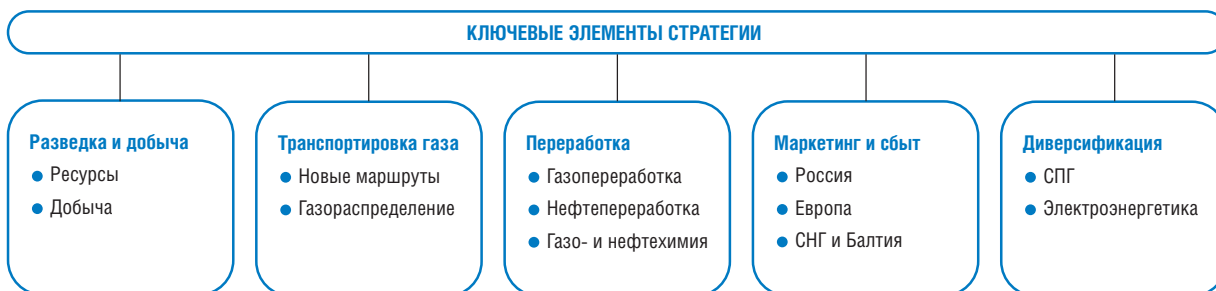 КЛЮЧЕВЫЕ ЭЛЕМЕНТЫ СТРАТЕГИИ
Разведка и добыча
Ресурсы
Добыча
Транспортировка газа
Новые маршруты
Газораспределение
Переработка
Газопереработка
Нефтепереработка
Газо- и нефтехимия
Маркетинг и сбыт
Россия
Европа
СНГ и Балтия
Диверсификация
СПГ
Электроэнергетика